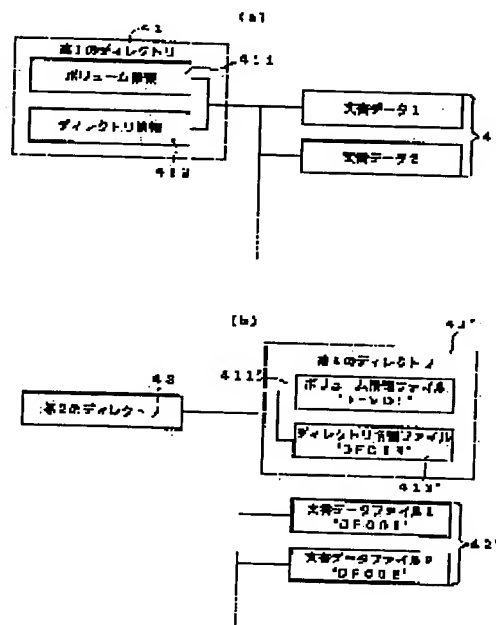 (a)
41
第1のディレクトリ
ボリューム情報
411
ディレクトリ情報
412
文書データ1
文書データ2
(b)
第1のディレクトリ
411'
ボリューム情報ファイル
43
第2のディレクトリ
ディレクトリ情報ファイル
412'
文書データファイル1
文書データファイル2
42'